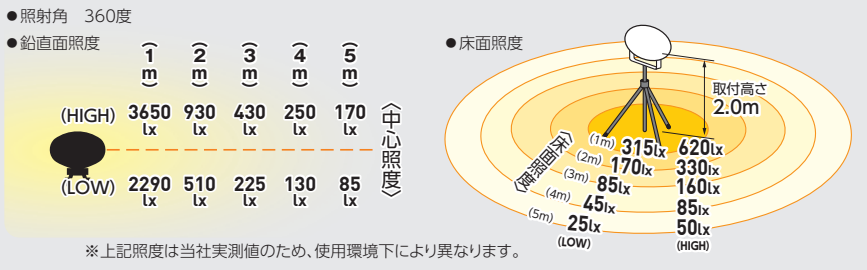 ●照射角　360度
●鉛直面照度
(1m) (2m) (3m) (4m) (5m)
(HIGH) 3650lx 930lx 430lx 250lx 170lx
(LOW) 2290lx 510lx 225lx 130lx 85lx
〈中心照度〉
●床面照度
取付高さ
2.0m
〈床面照度〉
(1m) 315lx 620lx
(2m) 170lx 330lx
(3m) 85lx 160lx
(4m) 45lx 85lx
(5m) 25lx 50lx
(LOW) (HIGH)
※上記照度は当社実測値のため、使用環境下により異なります。